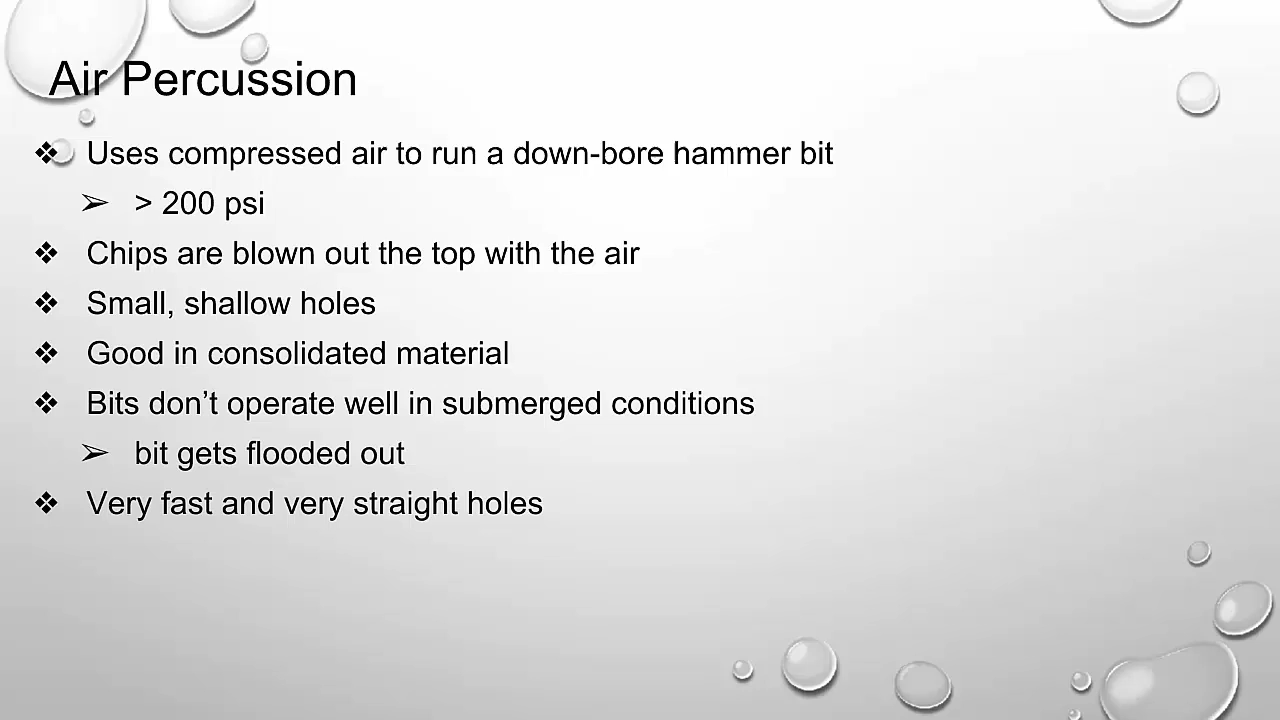 Air Percussion
❖ Uses compressed air to run a down-bore hammer bit
➢ > 200 psi
❖ Chips are blown out the top with the air
❖ Small, shallow holes
❖ Good in consolidated material
❖ Bits don’t operate well in submerged conditions
➢ bit gets flooded out
❖ Very fast and very straight holes